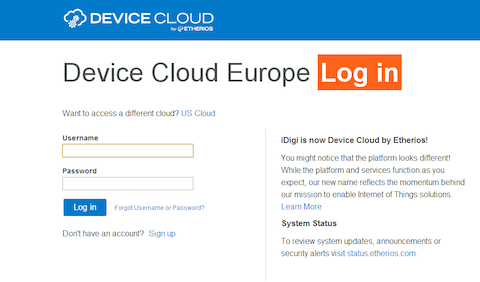 DEVICE CLOUD
by ETHERIOS
Device Cloud Europe Log in
Want to access a different cloud? US Cloud
Username
Password
Log in Forgot Username or Password?
Don't have an account? Sign up
iDigi is now Device Cloud by Etherios!
You might notice that the platform looks different!
While the platform and services function as you
expect, our new name reflects the momentum behind
our mission to enable Internet of Things solutions.
Learn More
System Status
To review system updates, announcements or
security alerts visit status.etherios.com.